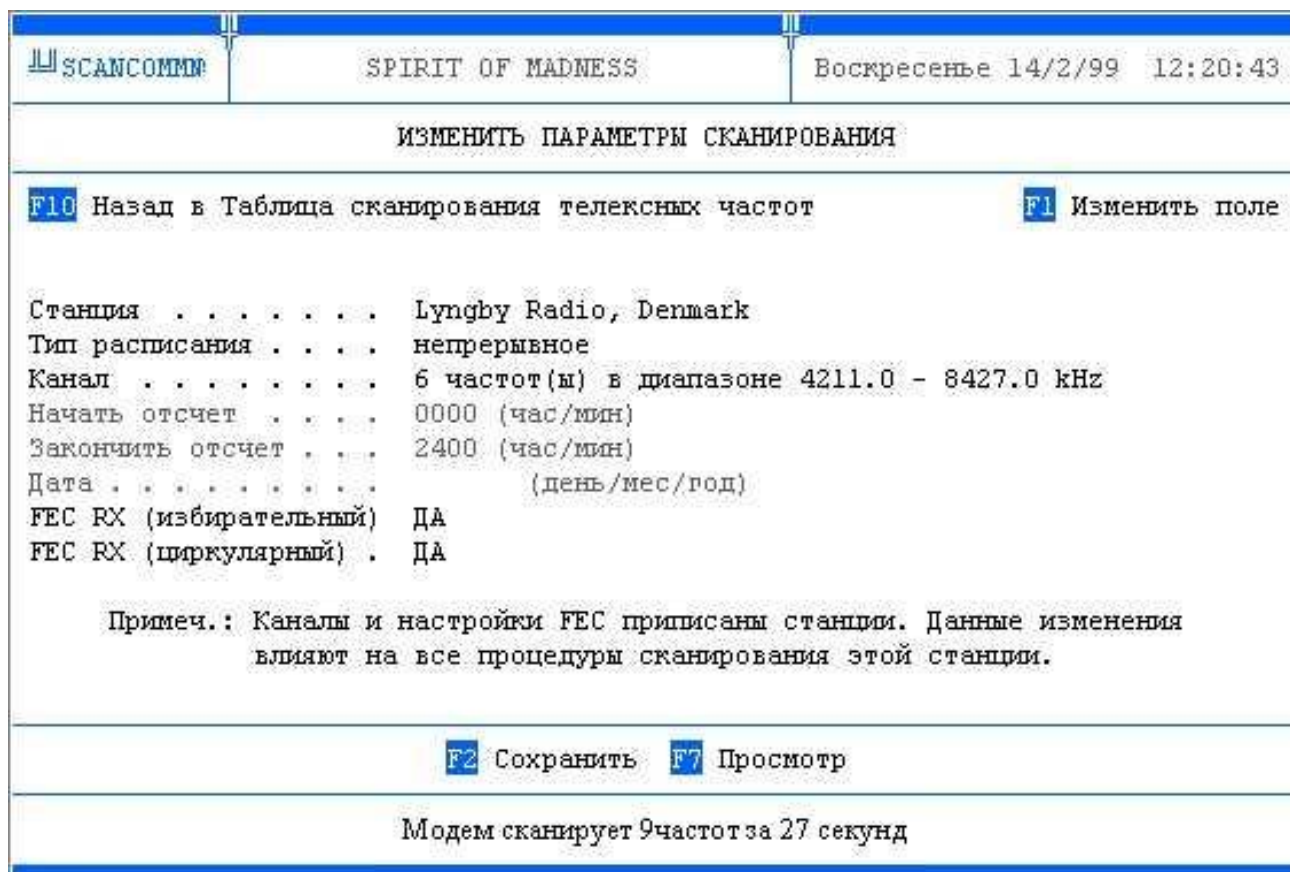 SCANCOMM SPIRIT OF MADNESS Воскресенье 14/2/99 12:20:43
ИЗМЕНИТЬ ПАРАМЕТРЫ СКАНИРОВАНИЯ
F10 Назад в Таблица сканирования телексных частот F1 Изменить поле
Станция . . . . . . . Lyngby Radio, Denmark
Тип расписания . . . . непрерывное
Канал . . . . . . . . 6 частот(ы) в диапазоне 4211.0 - 8427.0 kHz
Начать отсчет . . . . 0000 (час/мин)
Закончить отсчет . . . 2400 (час/мин)
Дата . . . . . . . . . (день/мес/год)
FEC RX (избирательный) ДА
FEC RX (циркулярный) . ДА
Примеч.: Каналы и настройки FEC приписаны станции. Данные изменения
влияют на все процедуры сканирования этой станции.
F2 Сохранить F7 Просмотр
Модем сканирует 9частот за 27 секунд